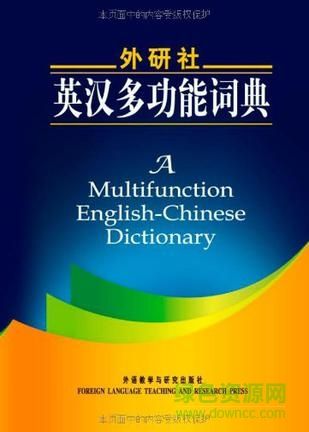 本页面中的内容受版权保护
外研社
英汉多功能词典
A
Multifunction
English-Chinese
Dictionary
外语教学与研究出版社
FOREIGN LANGUAGE TEACHING AND RESEARCH PRESS
绿色资源网
本页面中的内容受版权保护
www.downcc.com